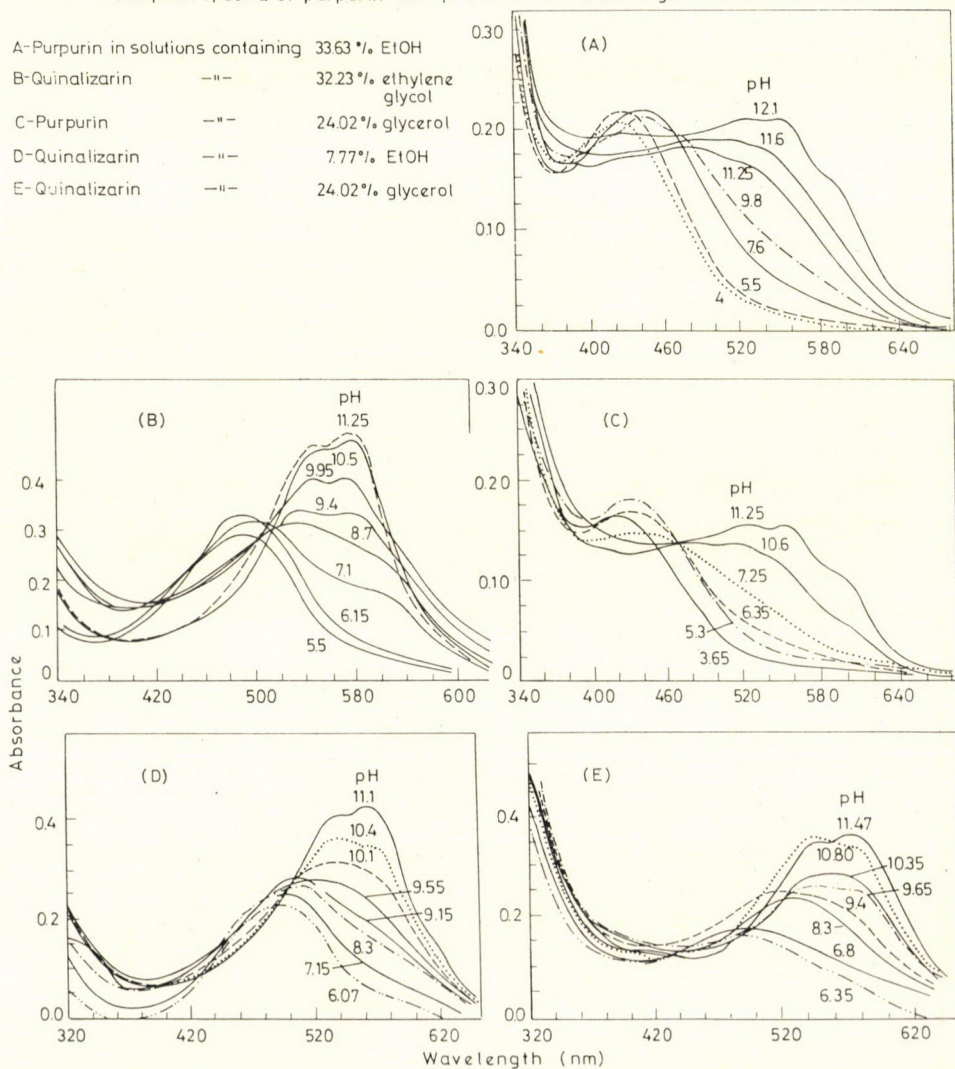 A-Purpurin in solutions containing 33.63 % EtOH
B-Quinalizarin —"— 32.23 % ethylene
glycol
C-Purpurin —"— 24.02 % glycerol
D-Quinalizarin —"— 7.77 % EtOH
E-Quinalizarin —"— 24.02 % glycerol
(A)
0.30
0.20
0.10
0.0
pH
12.1
11.6
11.25
9.8
7.6
5.5
4
340 400 460 520 580 640
(B)
pH
11.25
10.5
9.95
9.4
8.7
7.1
6.15
5.5
0.4
0.3
0.2
0.1
0
340 420 500 580 600
(C)
0.30
0.20
0.10
0
pH
11.25
10.6
7.25
6.35
5.3
3.65
340 400 460 520 580 640
Absorbance
(D)
pH
11.1
10.4
10.1
9.55
9.15
8.3
7.15
6.07
0.4
0.2
0.0
320 420 520 620
(E)
pH
11.47
10.80
10.35
9.65
9.4
8.3
6.8
6.35
0.4
0.2
0.0
320 420 520 620
Wavelength (nm)